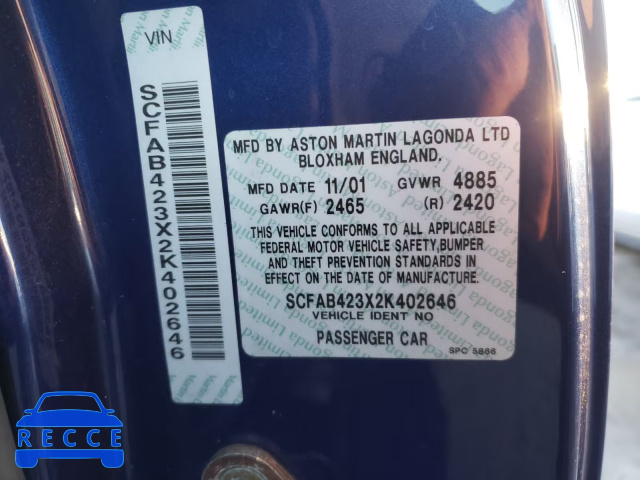 VIN
SCFAB423X2K402646
MFD BY ASTON MARTIN LAGONDA LTD
BLOXHAM ENGLAND.
MFD DATE 11/01 GVWR 4885
GAWR(F) 2465 (R) 2420
THIS VEHICLE CONFORMS TO ALL APPLICABLE
FEDERAL MOTOR VEHICLE SAFETY,BUMPER
AND THEFT PREVENTION STANDARDS IN
EFFECT ON THE DATE OF MANUFACTURE
SCFAB423X2K402646
VEHICLE IDENT NO
PASSENGER CAR
SPC 5866
RECCE